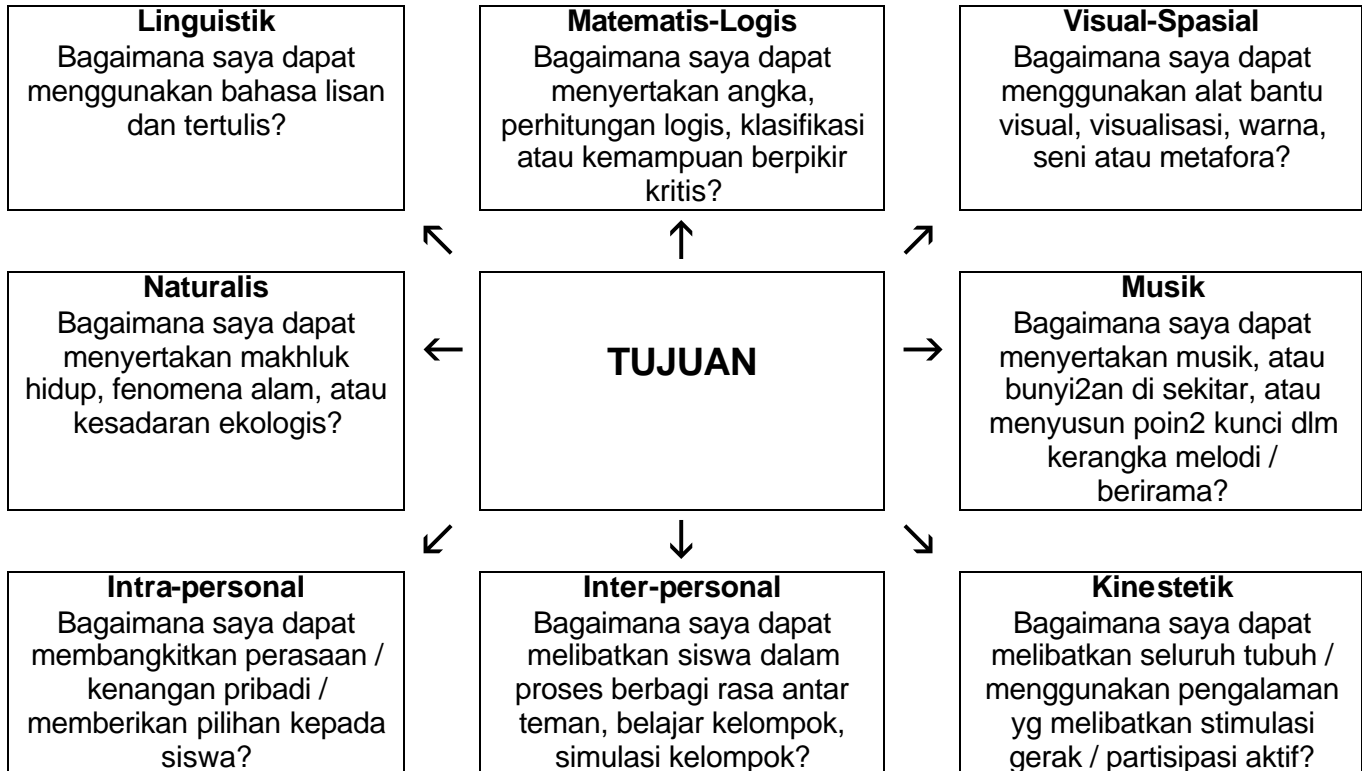 Linguistik
Bagaimana saya dapat
menggunakan bahasa lisan
dan tertulis?
Matematis-Logis
Bagaimana saya dapat
menyertakan angka,
perhitungan logis, klasifikasi
atau kemampuan berpikir
kritis?
Visual-Spasial
Bagaimana saya dapat
menggunakan alat bantu
visual, visualisasi, warna,
seni atau metafora?
Naturalis
Bagaimana saya dapat
menyertakan makhluk
hidup, fenomena alam, atau
kesadaran ekologis?
TUJUAN
Musik
Bagaimana saya dapat
menyertakan musik, atau
bunyi2an di sekitar, atau
menyusun poin2 kunci dlm
kerangka melodi /
berirama?
Intra-personal
Bagaimana saya dapat
membangkitkan perasaan /
kenangan pribadi /
memberikan pilihan kepada
siswa?
Inter-personal
Bagaimana saya dapat
melibatkan siswa dalam
proses berbagi rasa antar
teman, belajar kelompok,
simulasi kelompok?
Kinestetik
Bagaimana saya dapat
melibatkan seluruh tubuh /
menggunakan pengalaman
yg melibatkan stimulasi
gerak / partisipasi aktif?